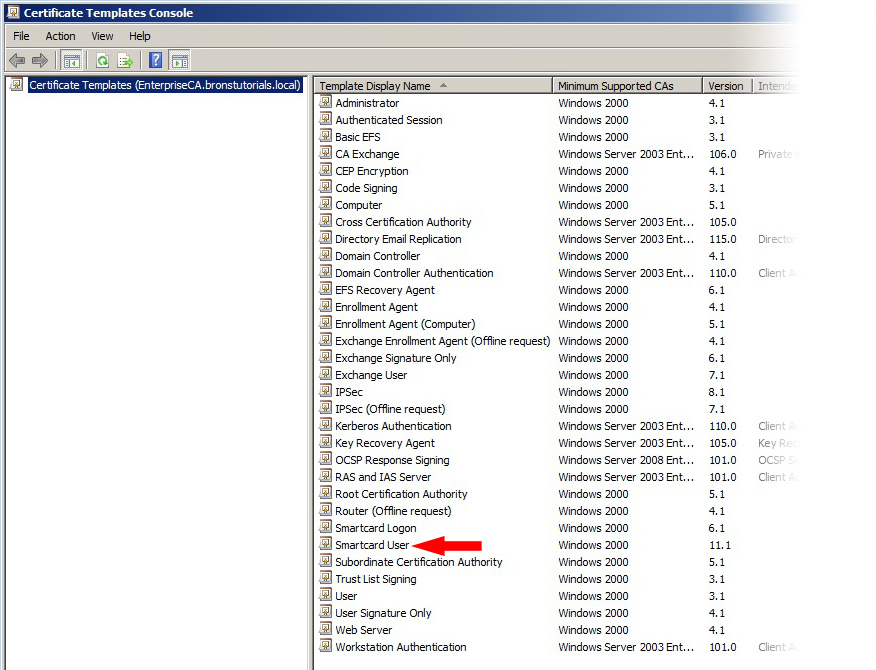 Certificate Templates Console
File Action View Help
Certificate Templates (EnterpriseCA.bronstutorials.local)
Template Display Name Minimum Supported CAs Version
Administrator Windows 2000 4.1
Authenticated Session Windows 2000 3.1
Basic EFS Windows 2000 3.1
CA Exchange Windows Server 2003 Ent... 106.0 Private
CEP Encryption Windows 2000 4.1
Code Signing Windows 2000 3.1
Computer Windows 2000 5.1
Cross Certification Authority Windows Server 2003 Ent... 105.0
Directory Email Replication Windows Server 2003 Ent... 115.0
Domain Controller Windows 2000 4.1
Domain Controller Authentication Windows Server 2003 Ent... 110.0 Client
EFS Recovery Agent Windows 2000 6.1
Enrollment Agent Windows 2000 4.1
Enrollment Agent (Computer) Windows 2000 5.1
Exchange Enrollment Agent (Offline request) Windows 2000 4.1
Exchange Signature Only Windows 2000 6.1
Exchange User Windows 2000 7.1
IPSec Windows 2000 8.1
IPSec (Offline request) Windows 2000 7.1
Kerberos Authentication Windows Server 2003 Ent... 110.0 Client
Key Recovery Agent Windows Server 2003 Ent... 105.0 Key
OCSP Response Signing Windows Server 2008 Ent... 101.0 OCSP
RAS and IAS Server Windows Server 2003 Ent... 101.0 Client
Root Certification Authority Windows 2000 5.1
Router (Offline request) Windows 2000 4.1
Smartcard Logon Windows 2000 6.1
Smartcard User Windows 2000 11.1
Subordinate Certification Authority Windows 2000 5.1
Trust List Signing Windows 2000 3.1
User Windows 2000 3.1
User Signature Only Windows 2000 4.1
Web Server Windows 2000 4.1
Workstation Authentication Windows Server 2003 Ent... 101.0 Client